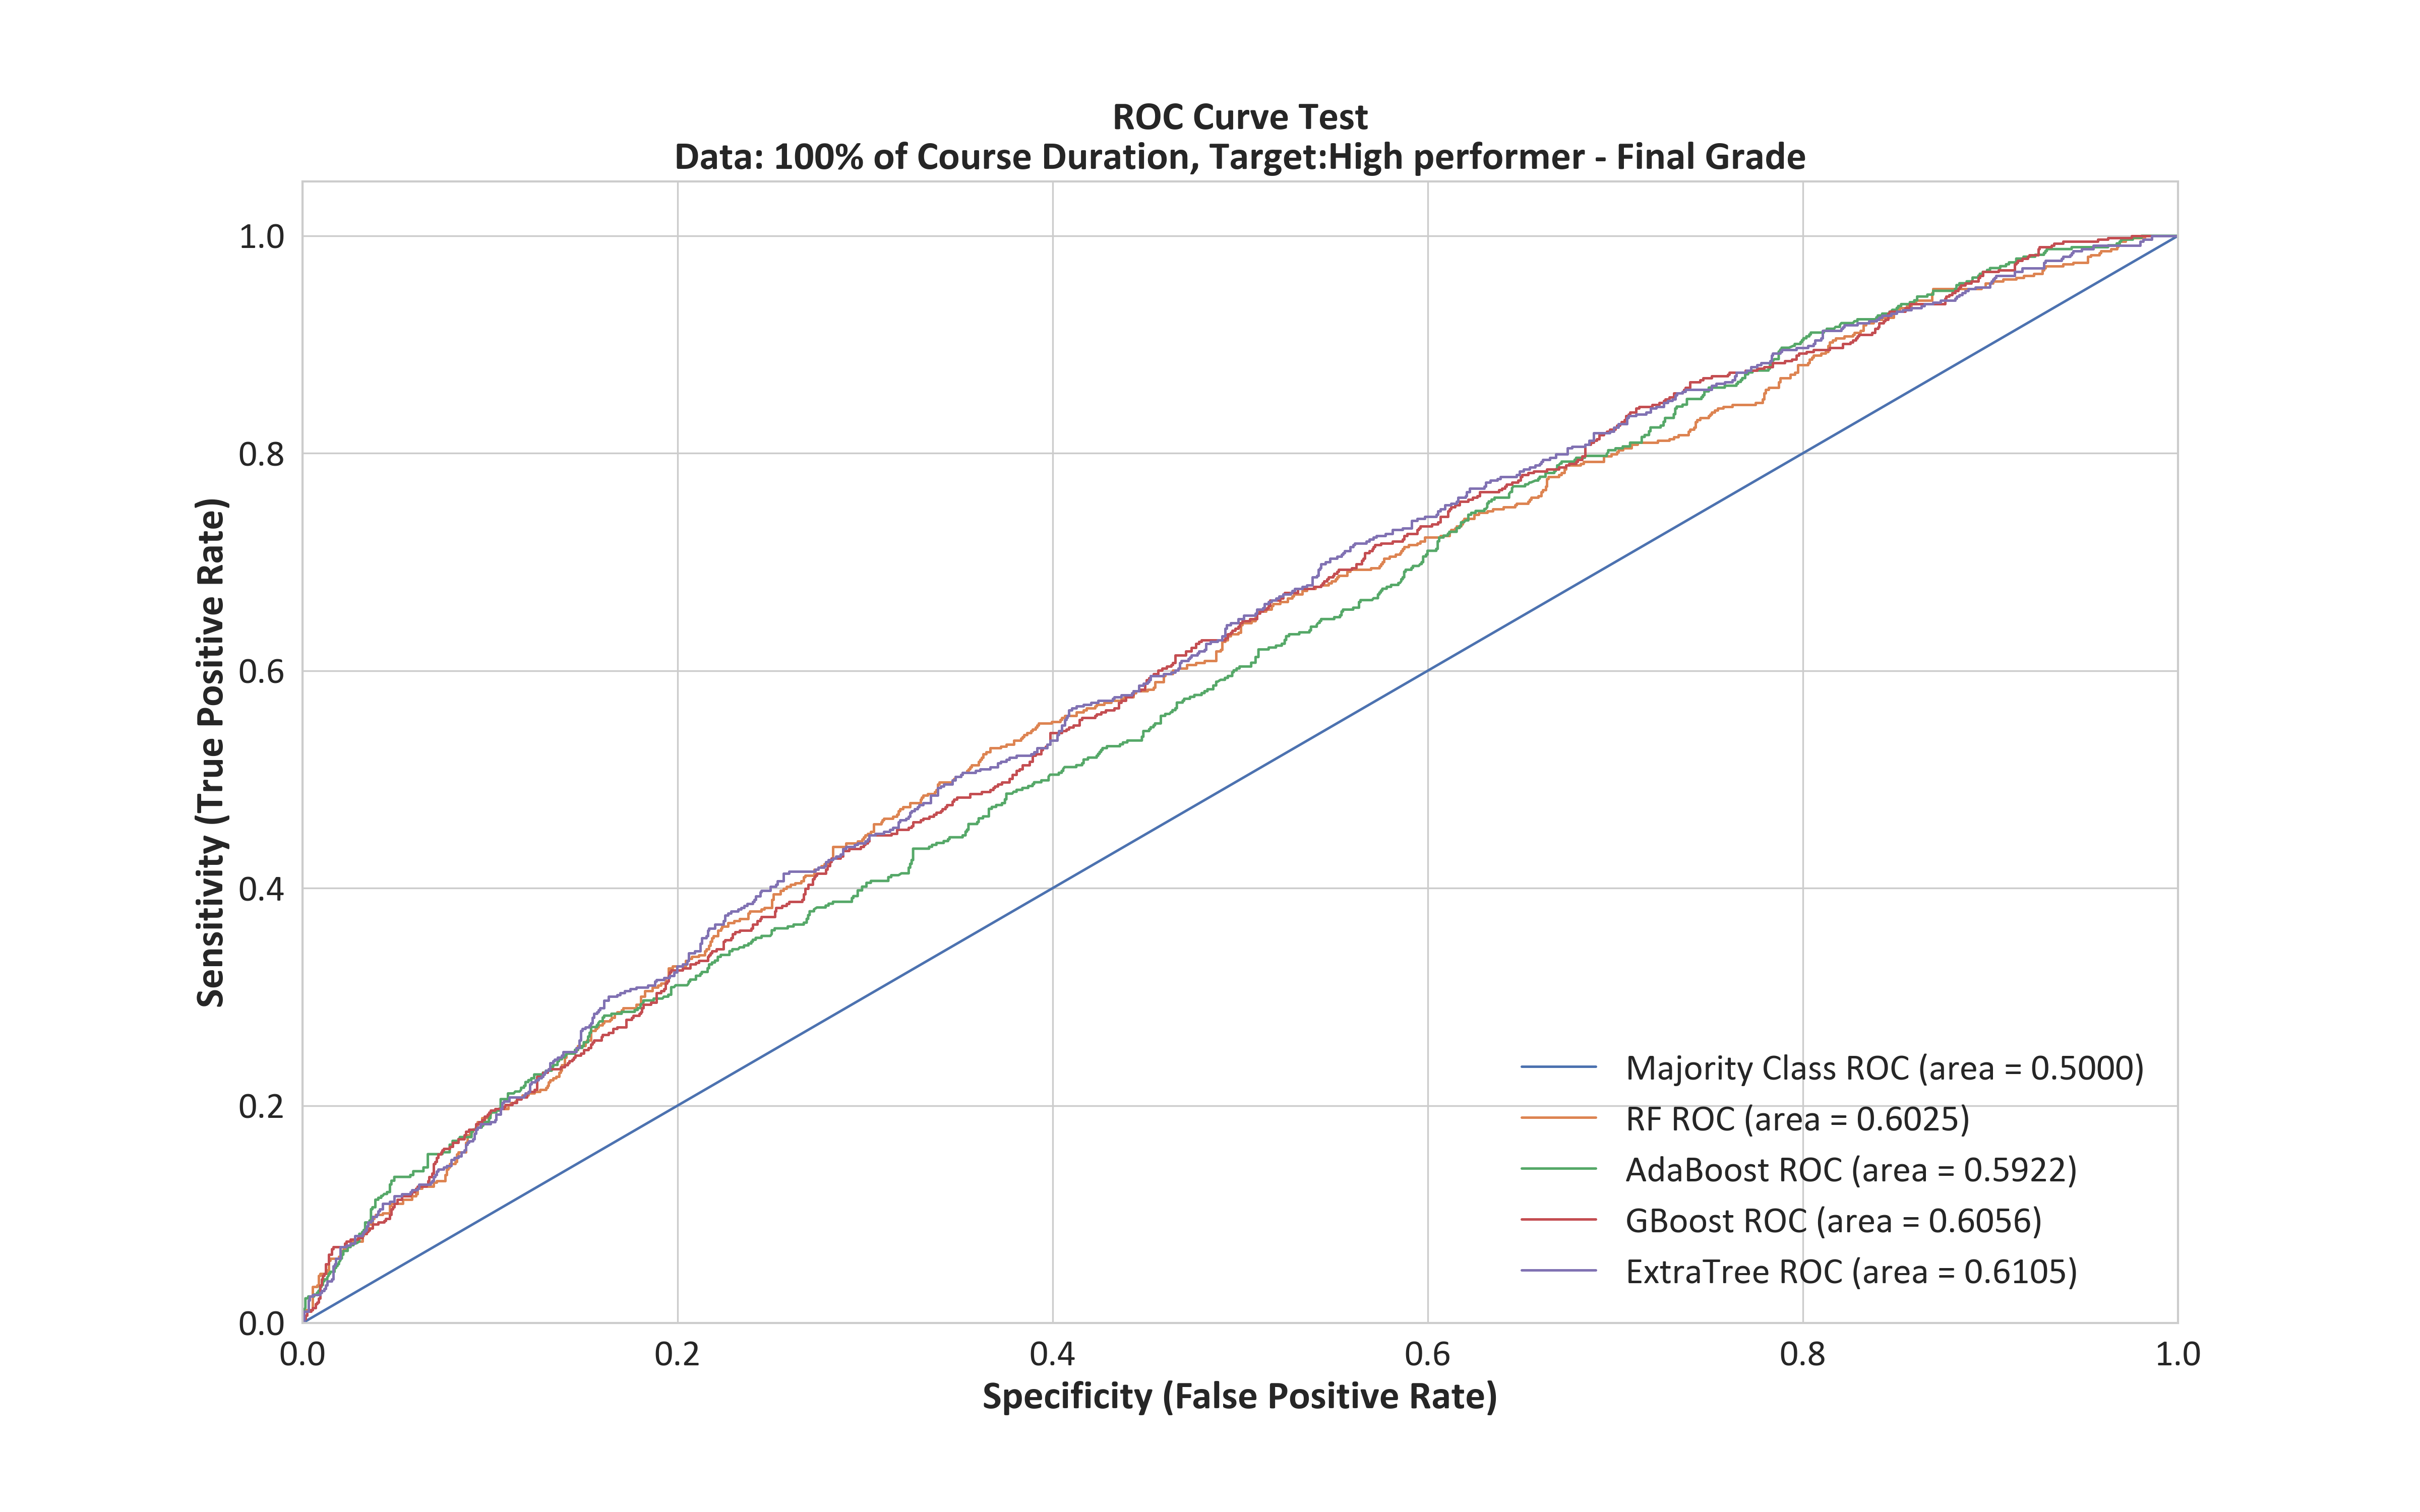 ROC Curve Test
Data: 100% of Course Duration, Target:High performer - Final Grade
Sensitivity (True Positive Rate)
1.0
0.8
0.6
0.4
0.2
0.0
Majority Class ROC (area = 0.5000)
RF ROC (area = 0.6025)
AdaBoost ROC (area = 0.5922)
GBoost ROC (area = 0.6056)
ExtraTree ROC (area = 0.6105)
0.0 0.2 0.4 0.6 0.8 1.0
Specificity (False Positive Rate)